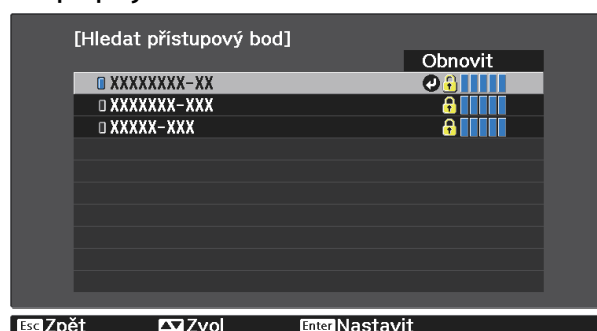 [Hledat přístupový bod]
Obnovit
XXXXXXXX-XX
XXXXXXX-XXX
XXXXX-XXX
Esc Zpět Zvol Enter Nastavit